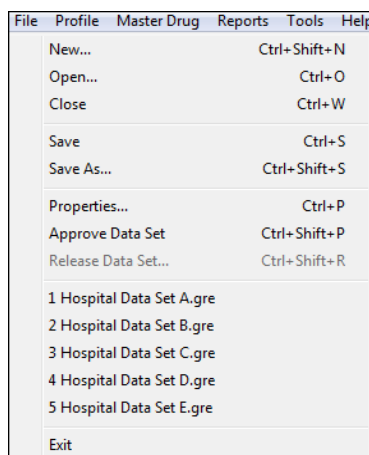 File Profile Master Drug Reports Tools Help
New... Ctrl+Shift+N
Open... Ctrl+O
Close Ctrl+W
Save Ctrl+S
Save As... Ctrl+Shift+S
Properties... Ctrl+P
Approve Data Set Ctrl+Shift+P
Release Data Set... Ctrl+Shift+R
1 Hospital Data Set A.gre
2 Hospital Data Set B.gre
3 Hospital Data Set C.gre
4 Hospital Data Set D.gre
5 Hospital Data Set E.gre
Exit